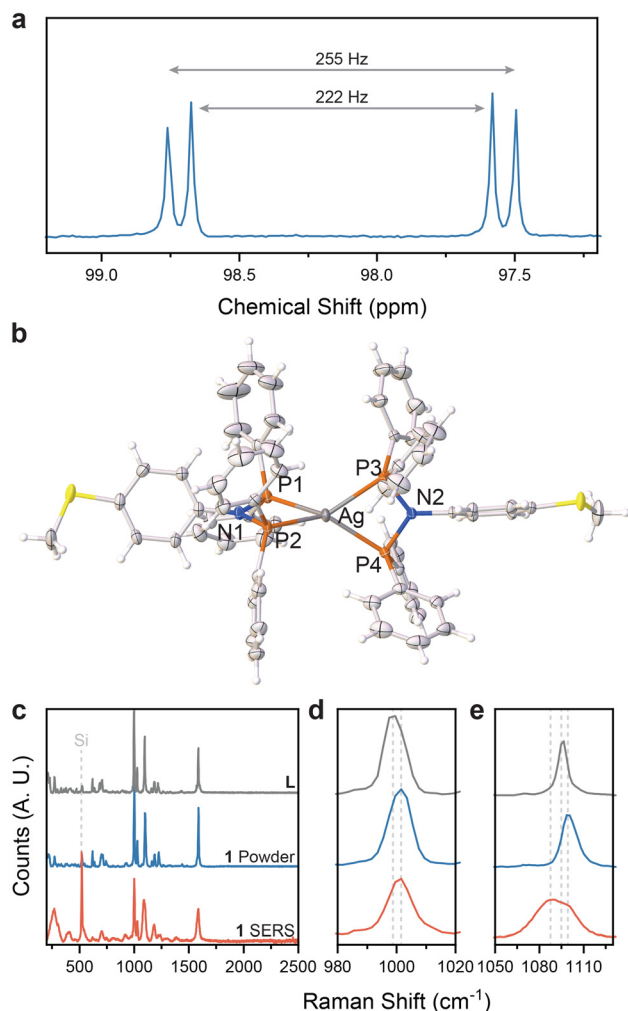 a
255 Hz
222 Hz
99.0 98.5 98.0 97.5
Chemical Shift (ppm)
b
P1
P3
N2
Ag
N1
P2
P4
c
d
e
Si
L
1 Powder
1 SERS
Counts (A. U.)
500 1000 1500 2000 2500
980 1000 1020
1050 1080 1110
Raman Shift (cm⁻¹)